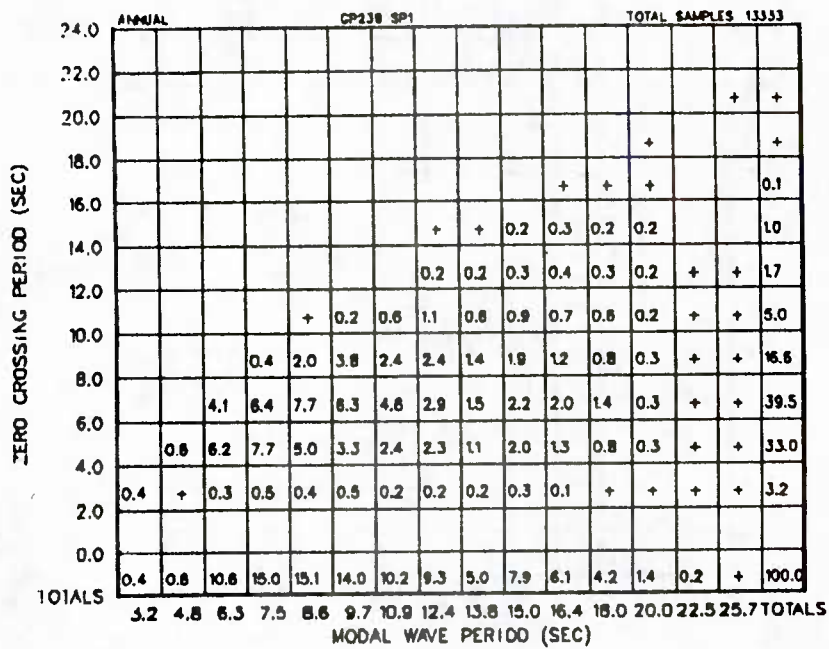 ANNUAL CP239 SP1 TOTAL SAMPLES 13333
24.0
22.0
+ +
20.0
+ +
18.0
+ + + 0.1
16.0
+ + 0.2 0.3 0.2 0.2 1.0
14.0
0.2 0.2 0.3 0.4 0.3 0.2 + + 1.7
12.0
+ 0.2 0.6 1.1 0.6 0.9 0.7 0.6 0.2 + + 5.0
10.0
0.4 2.0 3.8 2.4 2.4 1.4 1.9 1.2 0.8 0.3 + + 16.6
8.0
4.1 6.4 7.7 6.3 4.6 2.9 1.5 2.2 2.0 1.4 0.3 + + 39.5
6.0
0.6 6.2 7.7 5.0 3.3 2.4 2.3 1.1 2.0 1.3 0.8 0.3 + + 33.0
4.0
0.4 + 0.3 0.5 0.4 0.5 0.2 0.2 0.2 0.3 0.1 + + + + 3.2
2.0
0.0
0.4 0.6 10.6 15.0 15.1 14.0 10.2 9.3 5.0 7.9 6.1 4.2 1.4 0.2 + 100.0
TOTALS
3.2 4.8 6.3 7.5 8.6 9.7 10.9 12.4 13.8 15.0 16.4 18.0 20.0 22.5 25.7 TOTALS
MODAL WAVE PERIOD (SEC)
ZERO CROSSING PERIOD (SEC)